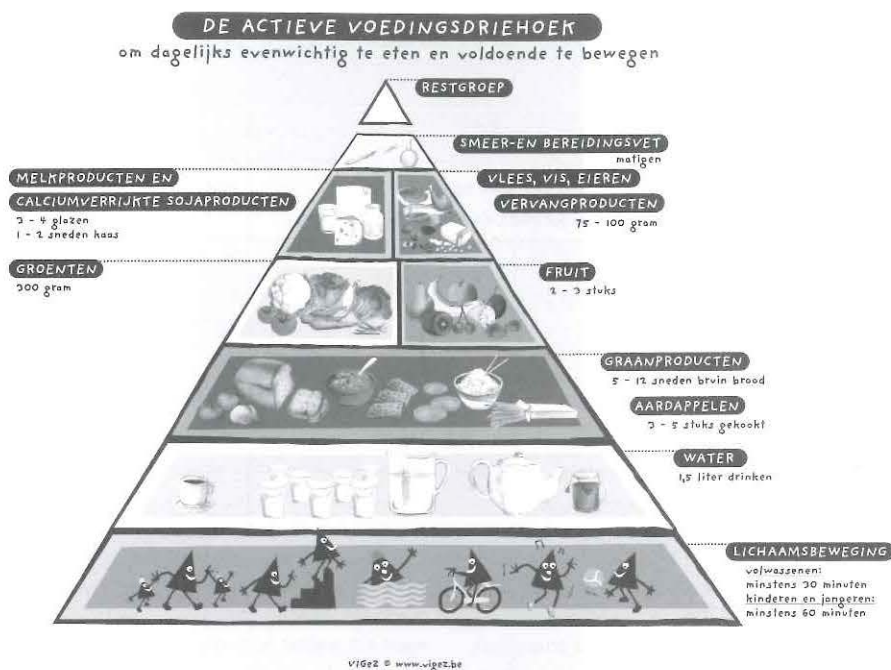 DE ACTIEVE VOEDINGSDRIEHOEK
om dagelijks evenwichtig te eten en voldoende te bewegen
RESTGROEP
SMEER-EN BEREIDINGSVET
matigen
MELKPRODUCTEN EN
CALCIUMVERRIJKTE SOJAPRODUCTEN
3 - 4 glazen
1 - 2 sneden kaas
VLEES, VIS, EIEREN
VERVANGPRODUCTEN
75 - 100 gram
GROENTEN
300 gram
FRUIT
2 - 3 stuks
GRAANPRODUCTEN
5 - 12 sneden bruin brood
AARDAPPELEN
3 - 5 stuks gekookt
WATER
1,5 liter drinken
LICHAAMSBEWEGING
volwassenen:
minstens 30 minuten
kinderen en jongeren:
minstens 60 minuten
VIGeZ © www.vigez.be